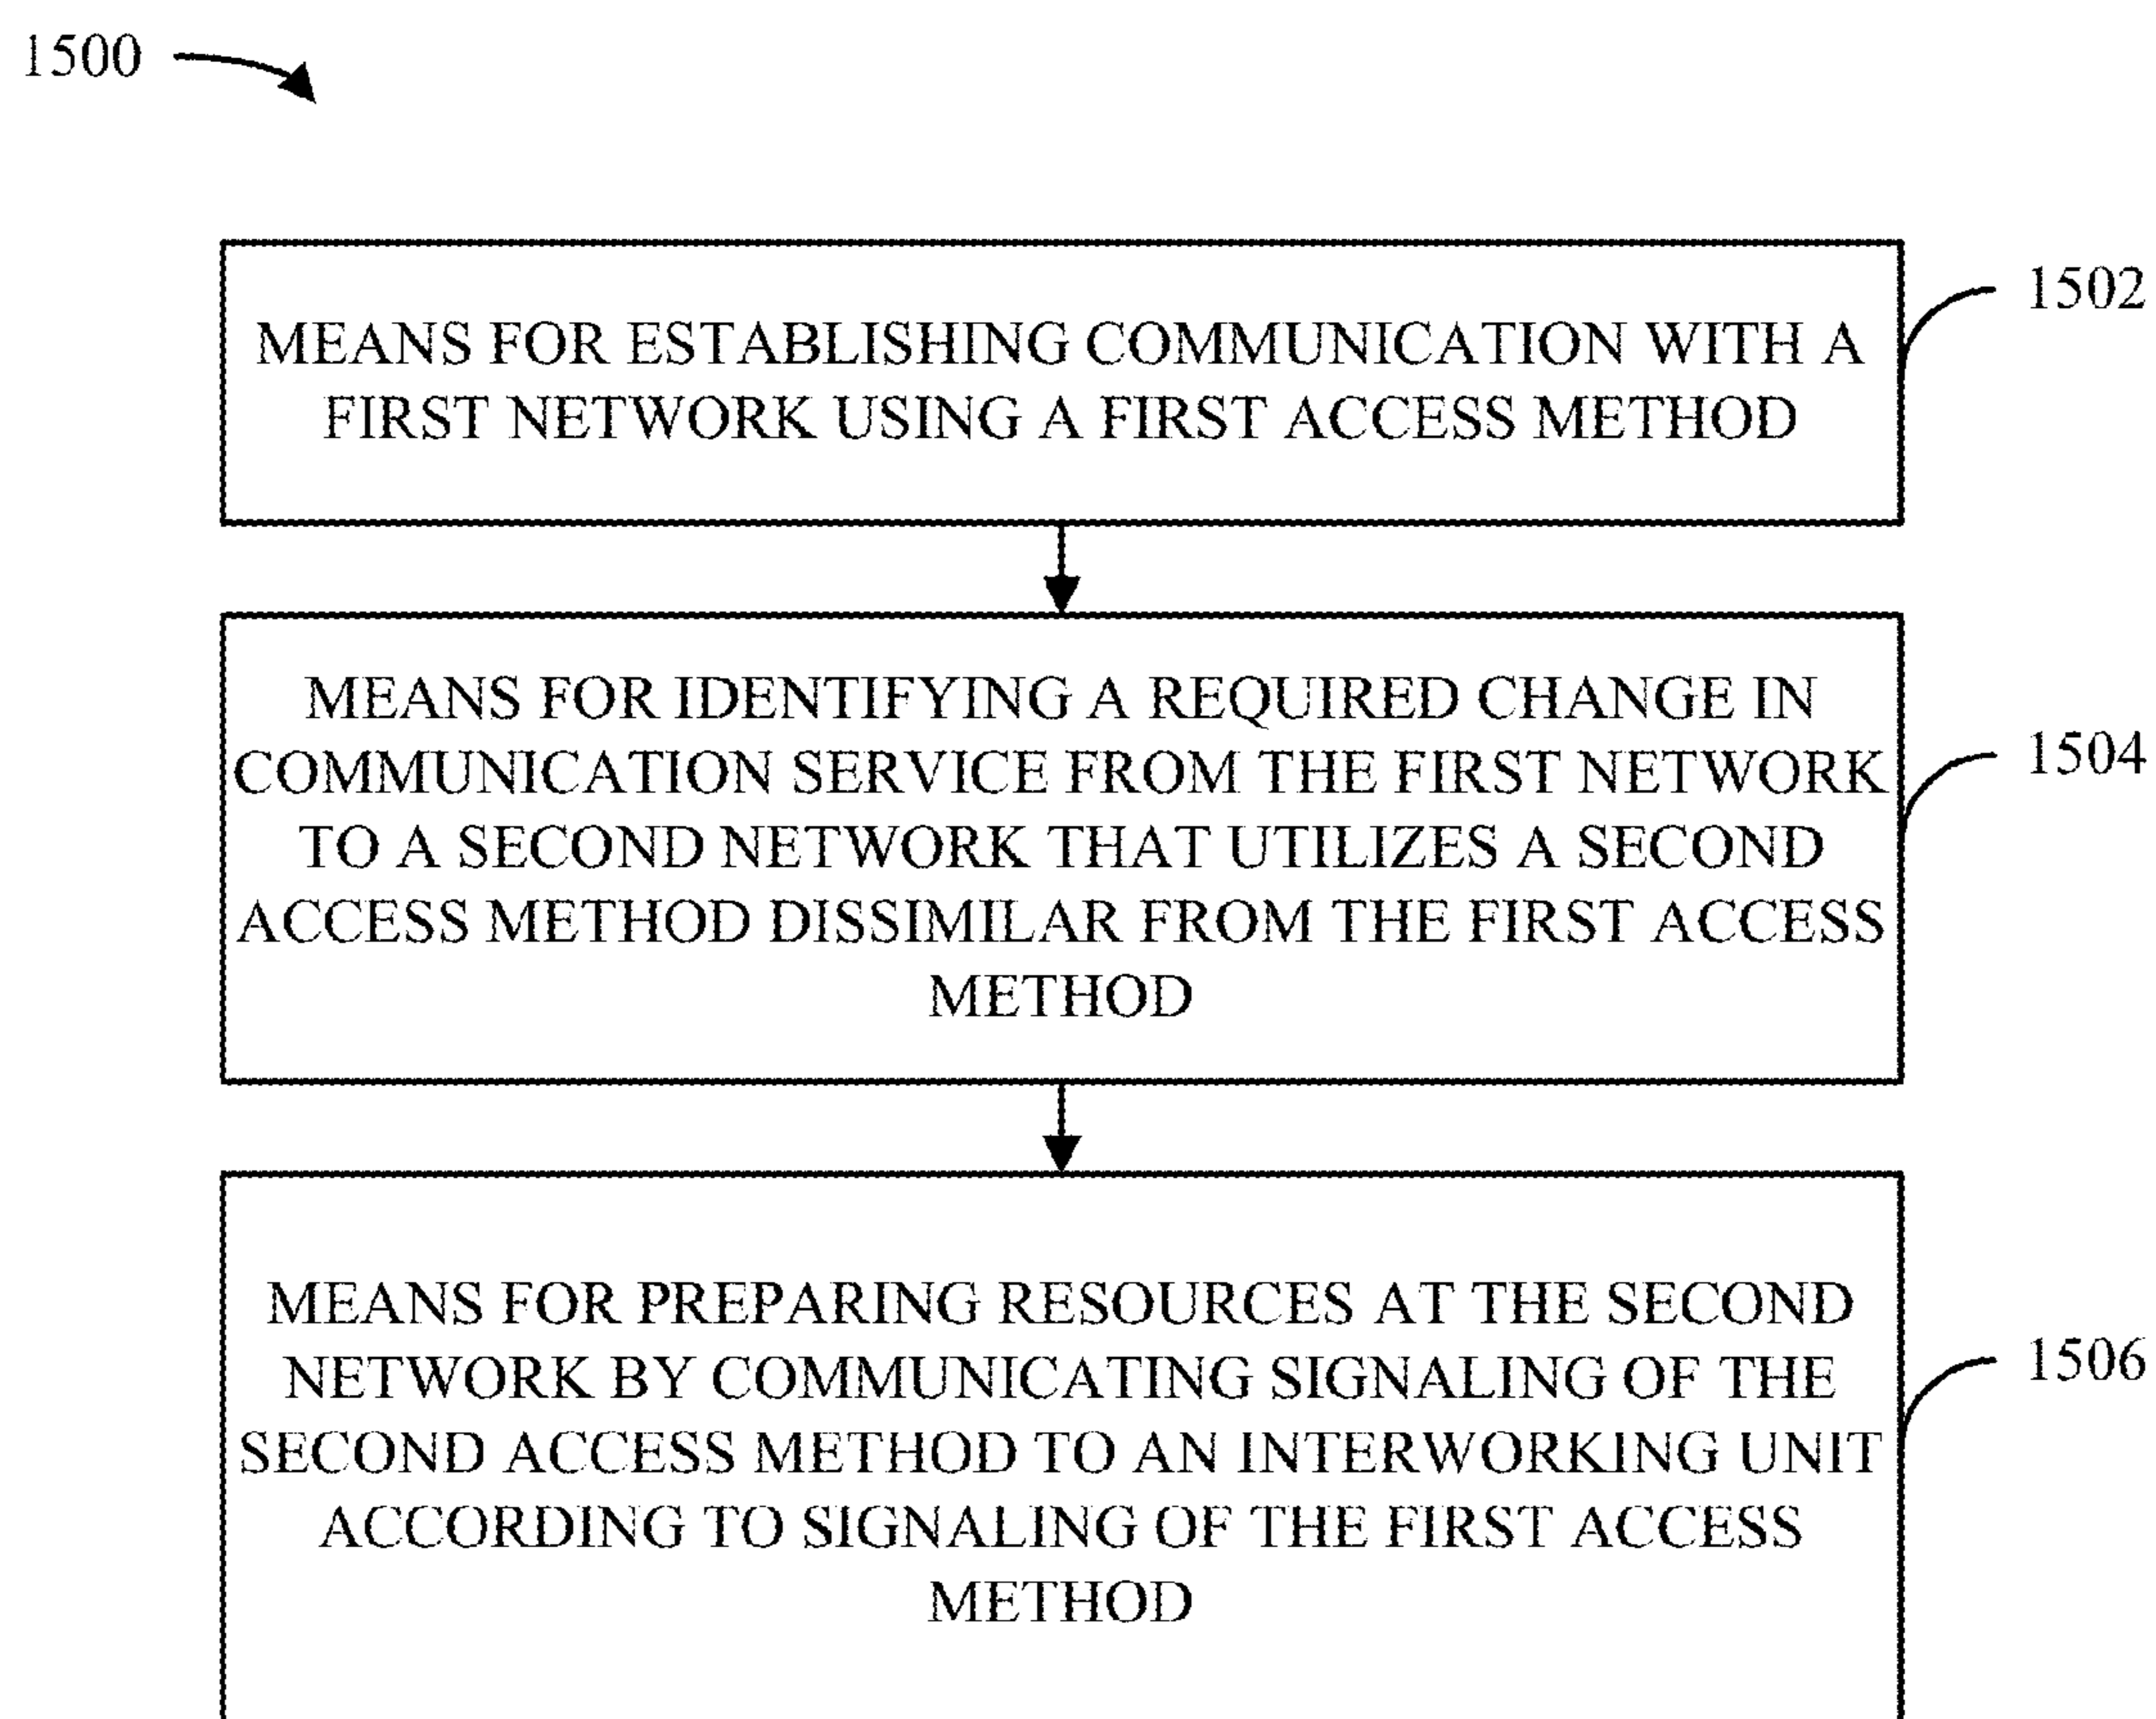 1500
1502
MEANS FOR ESTABLISHING COMMUNICATION WITH A
FIRST NETWORK USING A FIRST ACCESS METHOD
MEANS FOR IDENTIFYING A REQUIRED CHANGE IN
COMMUNICATION SERVICE FROM THE FIRST NETWORK
TO A SECOND NETWORK THAT UTILIZES A SECOND
ACCESS METHOD DISSIMILAR FROM THE FIRST ACCESS
METHOD
1504
MEANS FOR PREPARING RESOURCES AT THE SECOND
NETWORK BY COMMUNICATING SIGNALING OF THE
SECOND ACCESS METHOD TO AN INTERWORKING UNIT
ACCORDING TO SIGNALING OF THE FIRST ACCESS
METHOD
1506